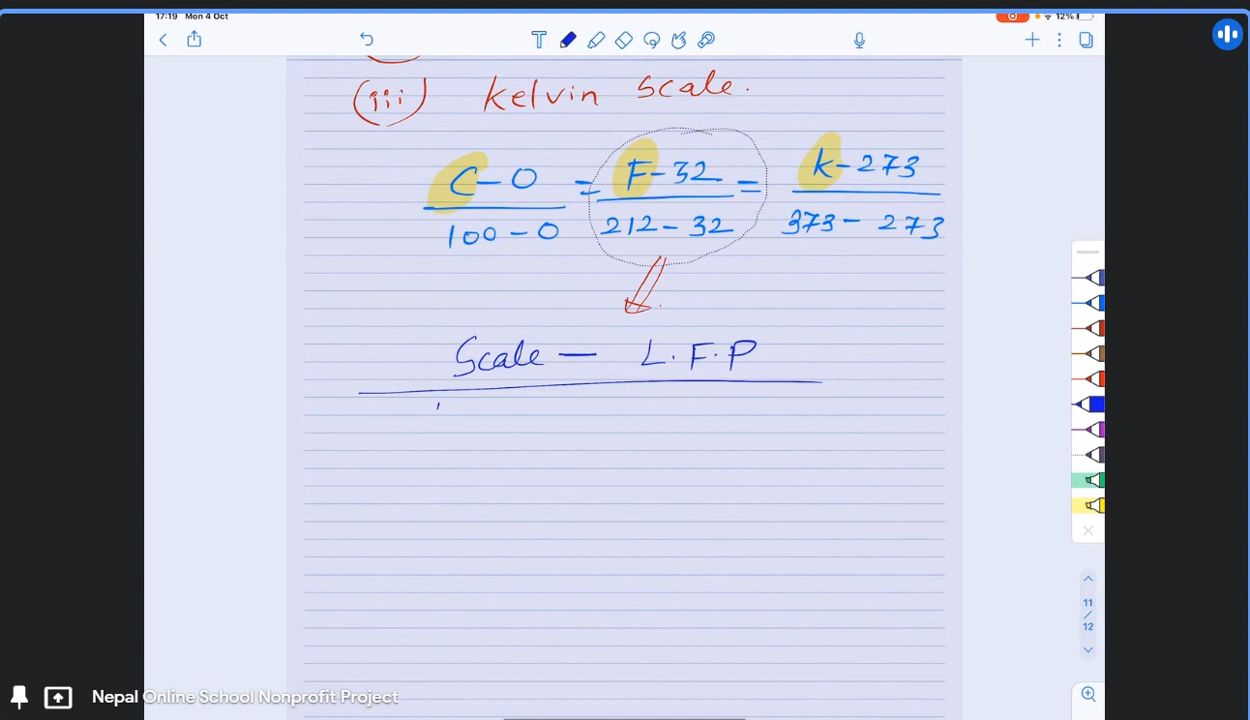 17:19 Mon 4 Oct
12%
T
(iii) Kelvin scale.
C-0 = F-32 = K-273
100-0 212-32 373-273
Scale — L.F.P
11
/
12
Nepal Online School Nonprofit Project